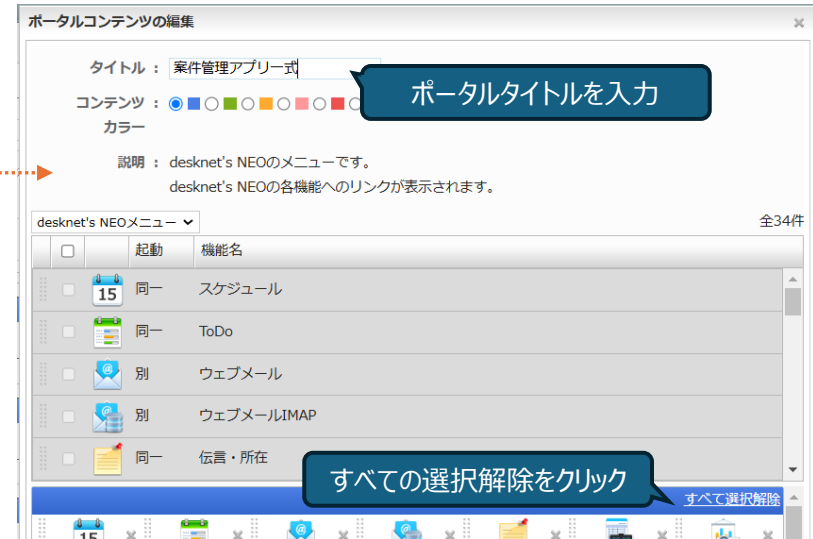 ポータルコンテンツの編集
タイトル : 案件管理アプリ一式
ポータルタイトルを入力
コンテンツ :
カラー
説明 : desknet's NEOのメニューです。
desknet's NEOの各機能へのリンクが表示されます。
desknet's NEOメニュー 全34件
起動 機能名
15 同一 スケジュール
同一 ToDo
別 ウェブメール
別 ウェブメールIMAP
同一 伝言・所在
すべての選択解除をクリック
すべて選択解除
15